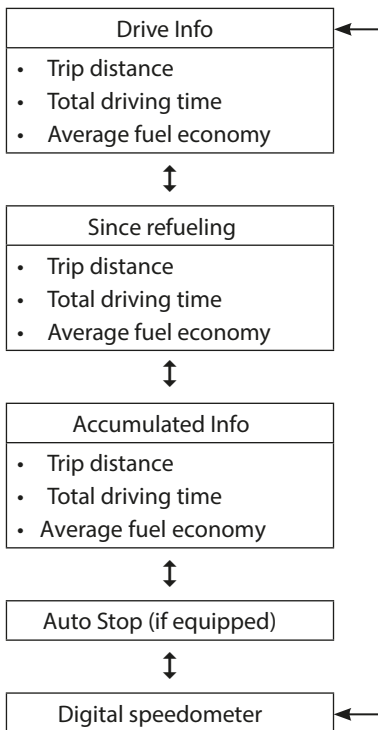 Drive Info
• Trip distance
• Total driving time
• Average fuel economy
Since refueling
• Trip distance
• Total driving time
• Average fuel economy
Accumulated Info
• Trip distance
• Total driving time
• Average fuel economy
Auto Stop (if equipped)
Digital speedometer